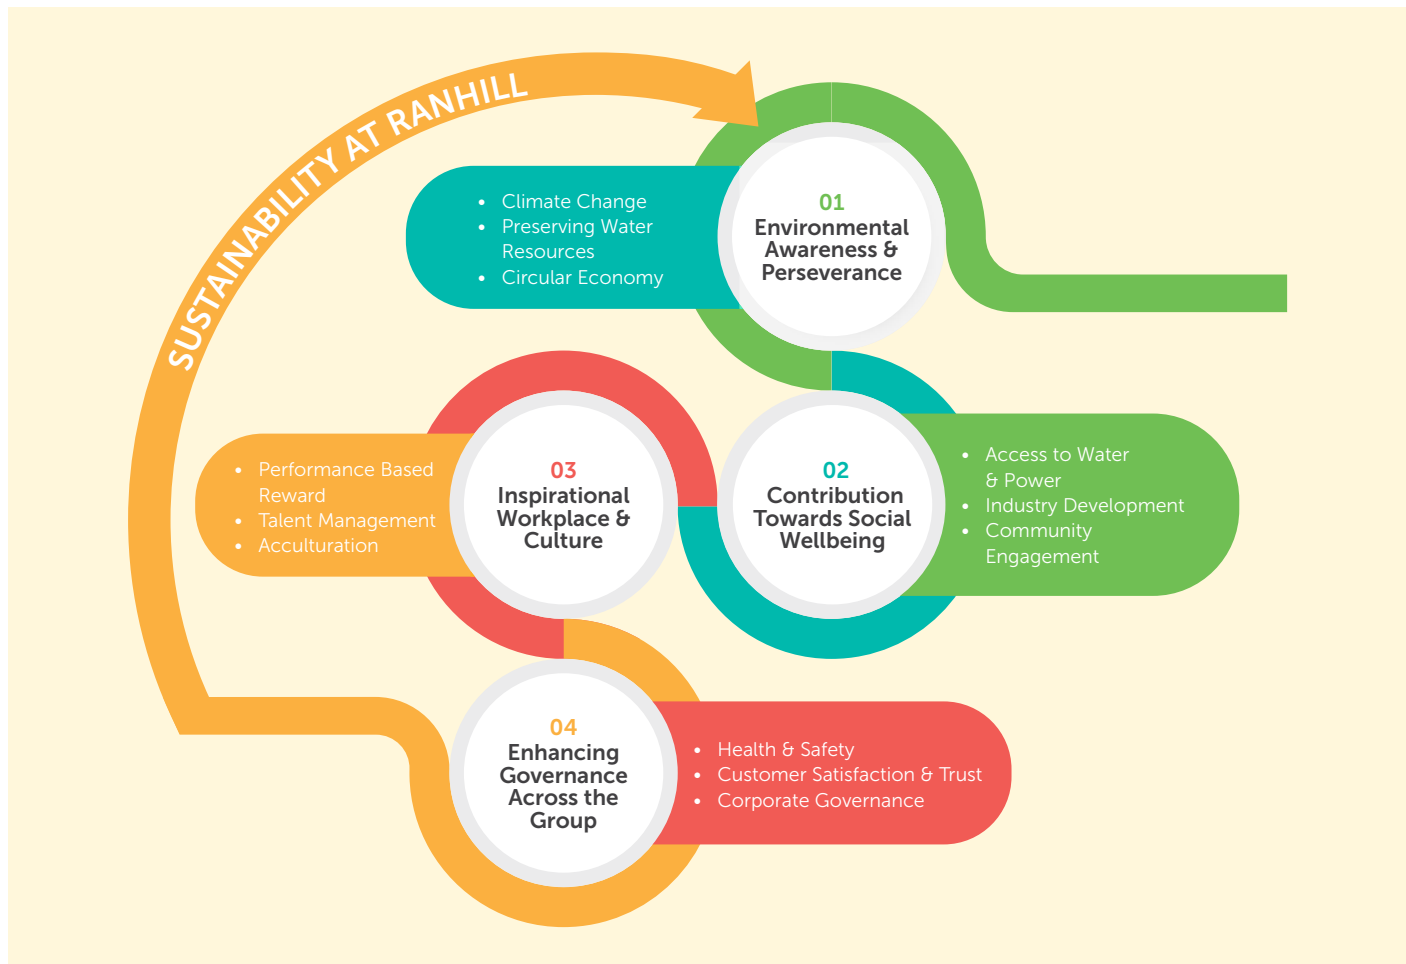 SUSTAINABILITY AT RANHILL
01
Environmental
Awareness &
Perseverance
• Climate Change
• Preserving Water
Resources
• Circular Economy
02
Contribution
Towards Social
Wellbeing
• Access to Water
& Power
• Industry Development
• Community
Engagement
03
Inspirational
Workplace &
Culture
• Performance Based
Reward
• Talent Management
• Acculturation
04
Enhancing
Governance
Across the
Group
• Health & Safety
• Customer Satisfaction & Trust
• Corporate Governance